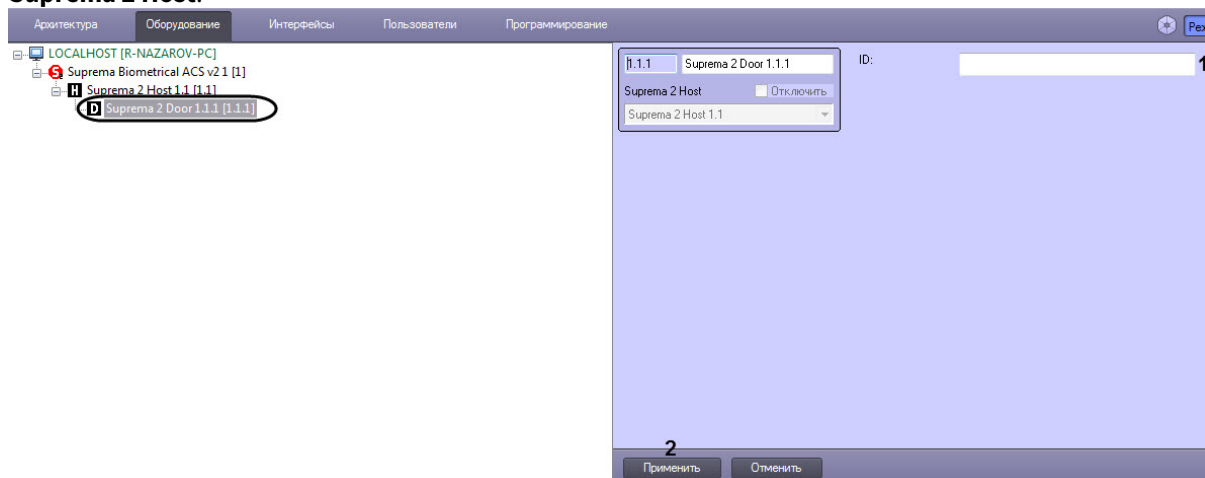 Suprema 2 Host.
Архитектура Оборудование Интерфейсы Пользователи Программирование
LOCALHOST [R-NAZAROV-PC]
Suprema Biometrical ACS v2 1 [1]
H Suprema 2 Host 1.1 [1.1]
D Suprema 2 Door 1.1.1 [1.1.1]
1.1.1 Suprema 2 Door 1.1.1
Suprema 2 Host Отключить
Suprema 2 Host 1.1
ID:
1
2
Применить Отменить